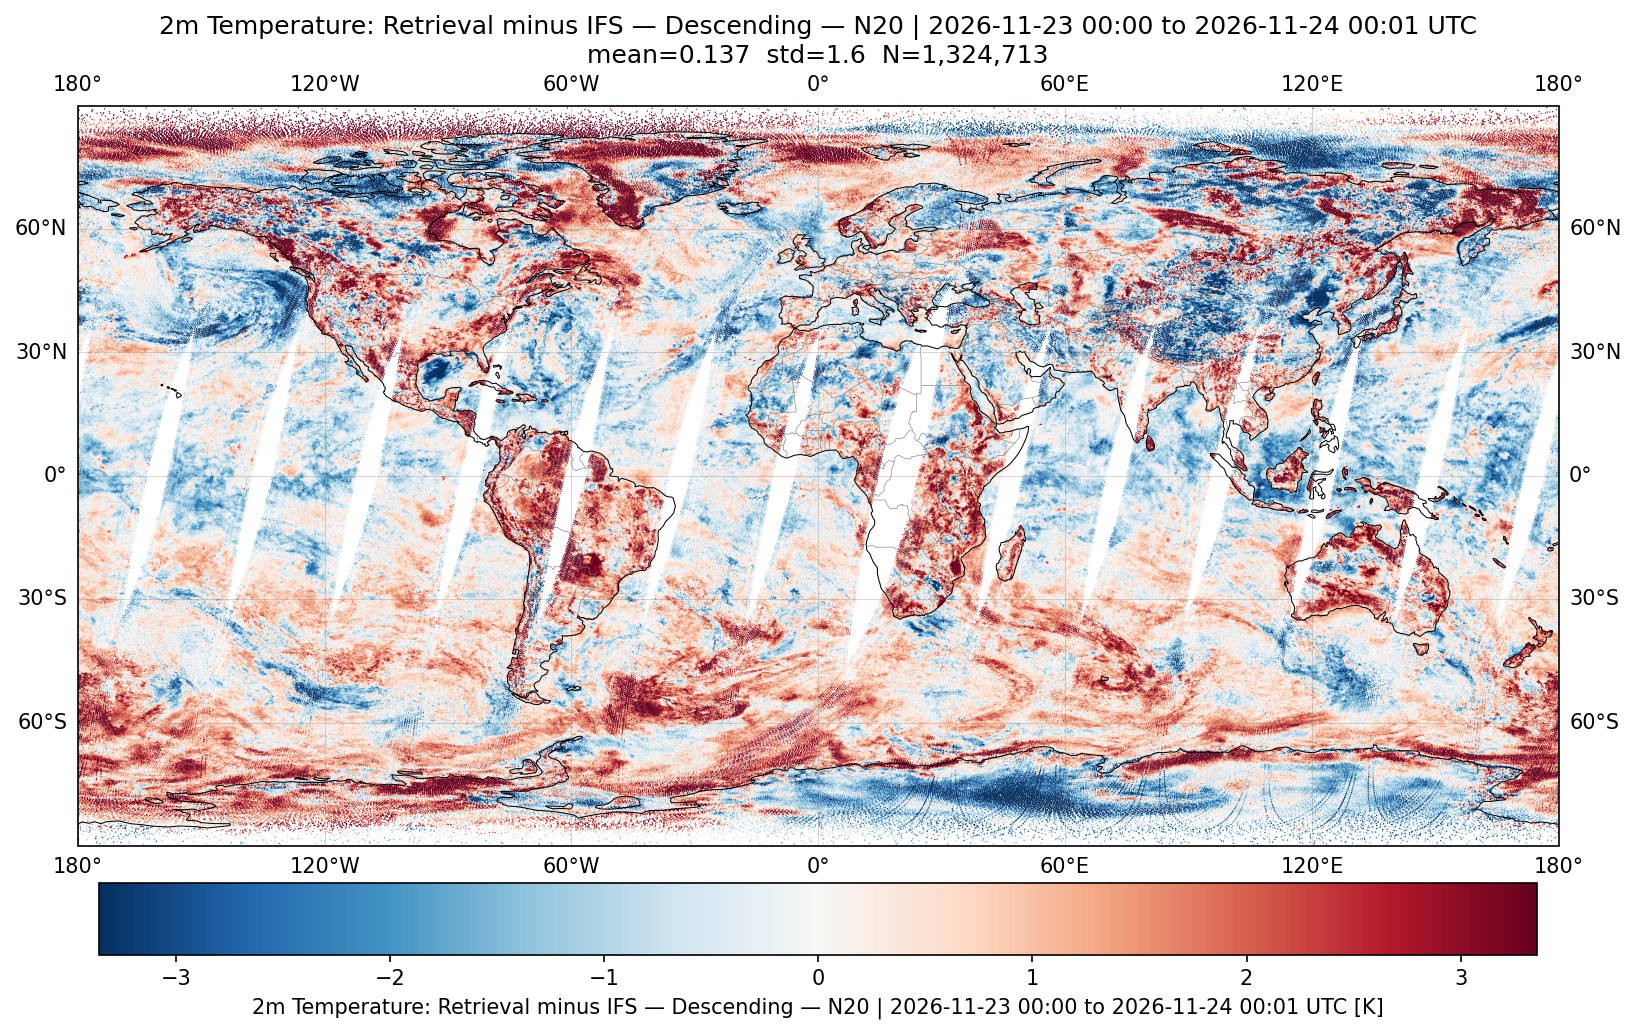 2m Temperature: Retrieval minus IFS — Descending — N20 | 2026-11-23 00:00 to 2026-11-24 00:01 UTC
mean=0.137  std=1.6  N=1,324,713
180° 120°W 60°W 0° 60°E 120°E 180°
60°N 60°N
30°N 30°N
0° 0°
30°S 30°S
60°S 60°S
180° 120°W 60°W 0° 60°E 120°E 180°
−3 −2 −1 0 1 2 3
2m Temperature: Retrieval minus IFS — Descending — N20 | 2026-11-23 00:00 to 2026-11-24 00:01 UTC [K]